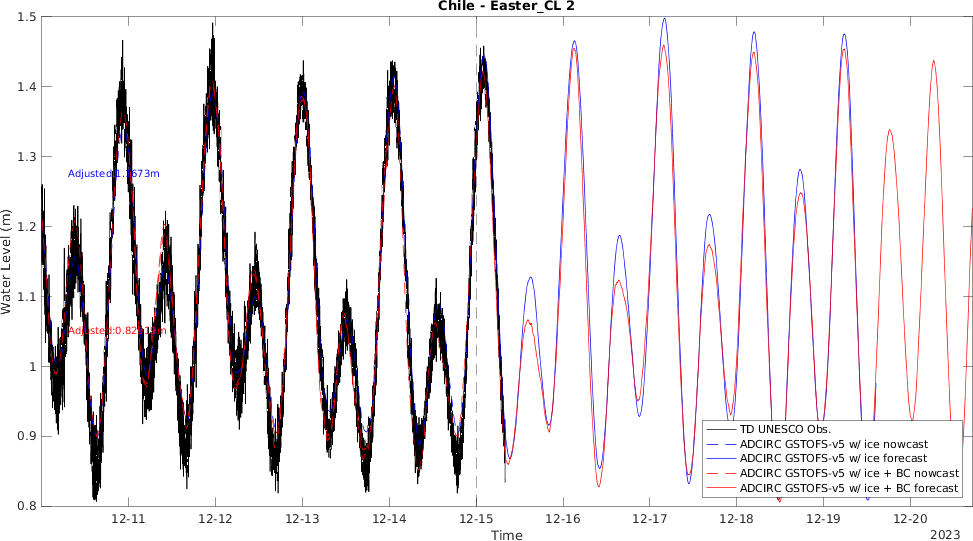 Chile - Easter_CL 2
1.5
1.4
1.3
1.2
1.1
1
0.9
0.8
Water Level (m)
TD UNESCO Obs.
ADCIRC GSTOFS-v5 w/ ice nowcast
ADCIRC GSTOFS-v5 w/ ice forecast
ADCIRC GSTOFS-v5 w/ ice + BC nowcast
ADCIRC GSTOFS-v5 w/ ice + BC forecast
12-11 12-12 12-13 12-14 12-15 12-16 12-17 12-18 12-19 12-20
Time
2023